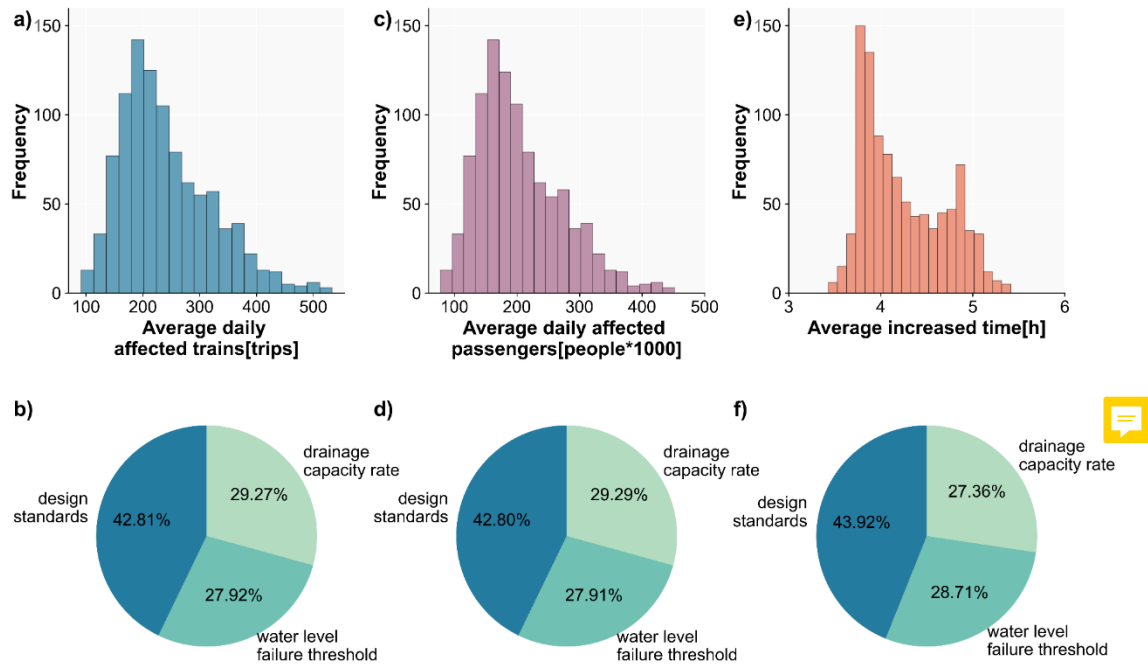 a)
150
100
50
0
Frequency
100 200 300 400 500
Average daily
affected trains[trips]
c)
150
100
50
0
Frequency
100 200 300 400 500
Average daily affected
passengers[people*1000]
e)
150
100
50
0
Frequency
3 4 5 6
Average increased time[h]
b)
drainage
capacity rate
29.27%
design
standards
42.81%
27.92%
water level
failure threshold
d)
drainage
capacity rate
29.29%
design
standards
42.80%
27.91%
water level
failure threshold
f)
drainage
capacity rate
27.36%
design
standards
43.92%
28.71%
water level
failure threshold